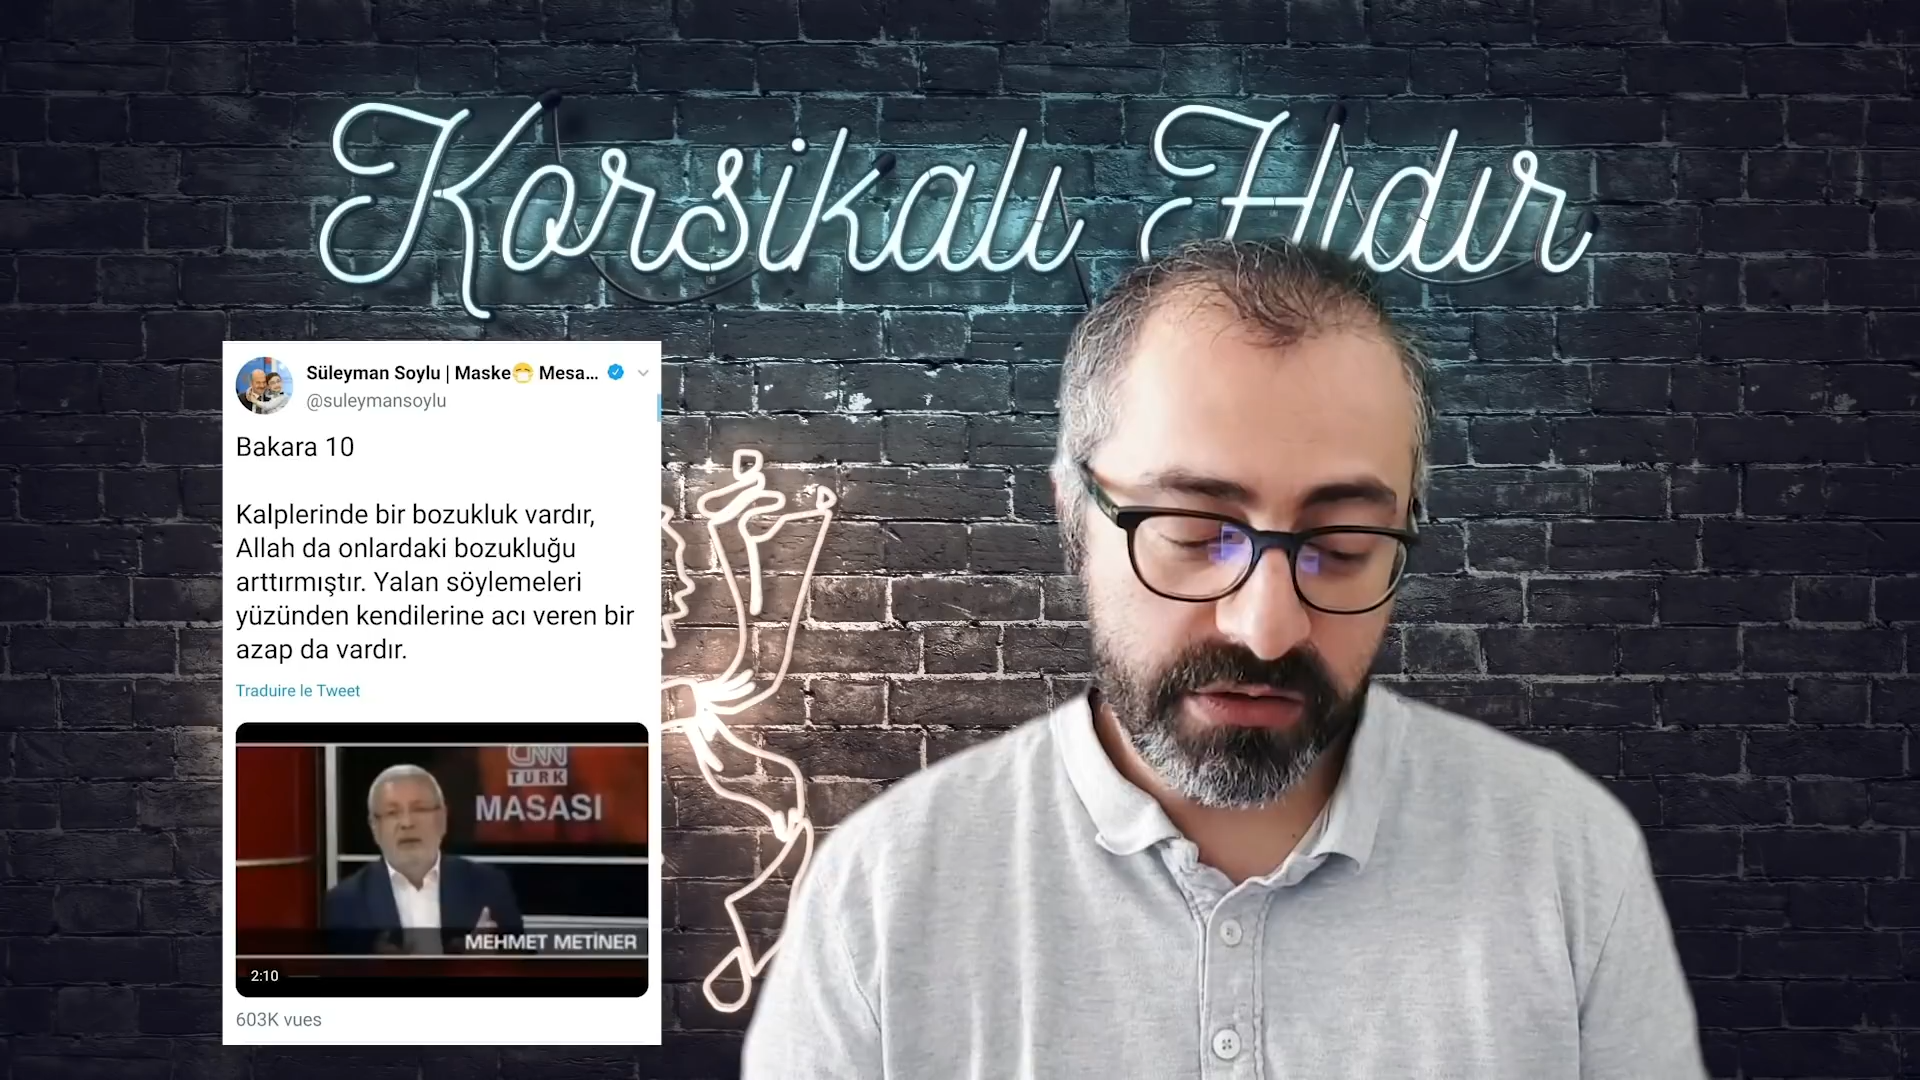 Korsikalı Hıdır
Süleyman Soylu | Maske😷 Mesa...
@suleymansoylu
Bakara 10
Kalplerinde bir bozukluk vardır,
Allah da onlardaki bozukluğu
arttırmıştır. Yalan söylemeleri
yüzünden kendilerine acı veren bir
azap da vardır.
Traduire le Tweet
CNN
TURK
MASASI
MEHMET METİNER
2:10
603K vues